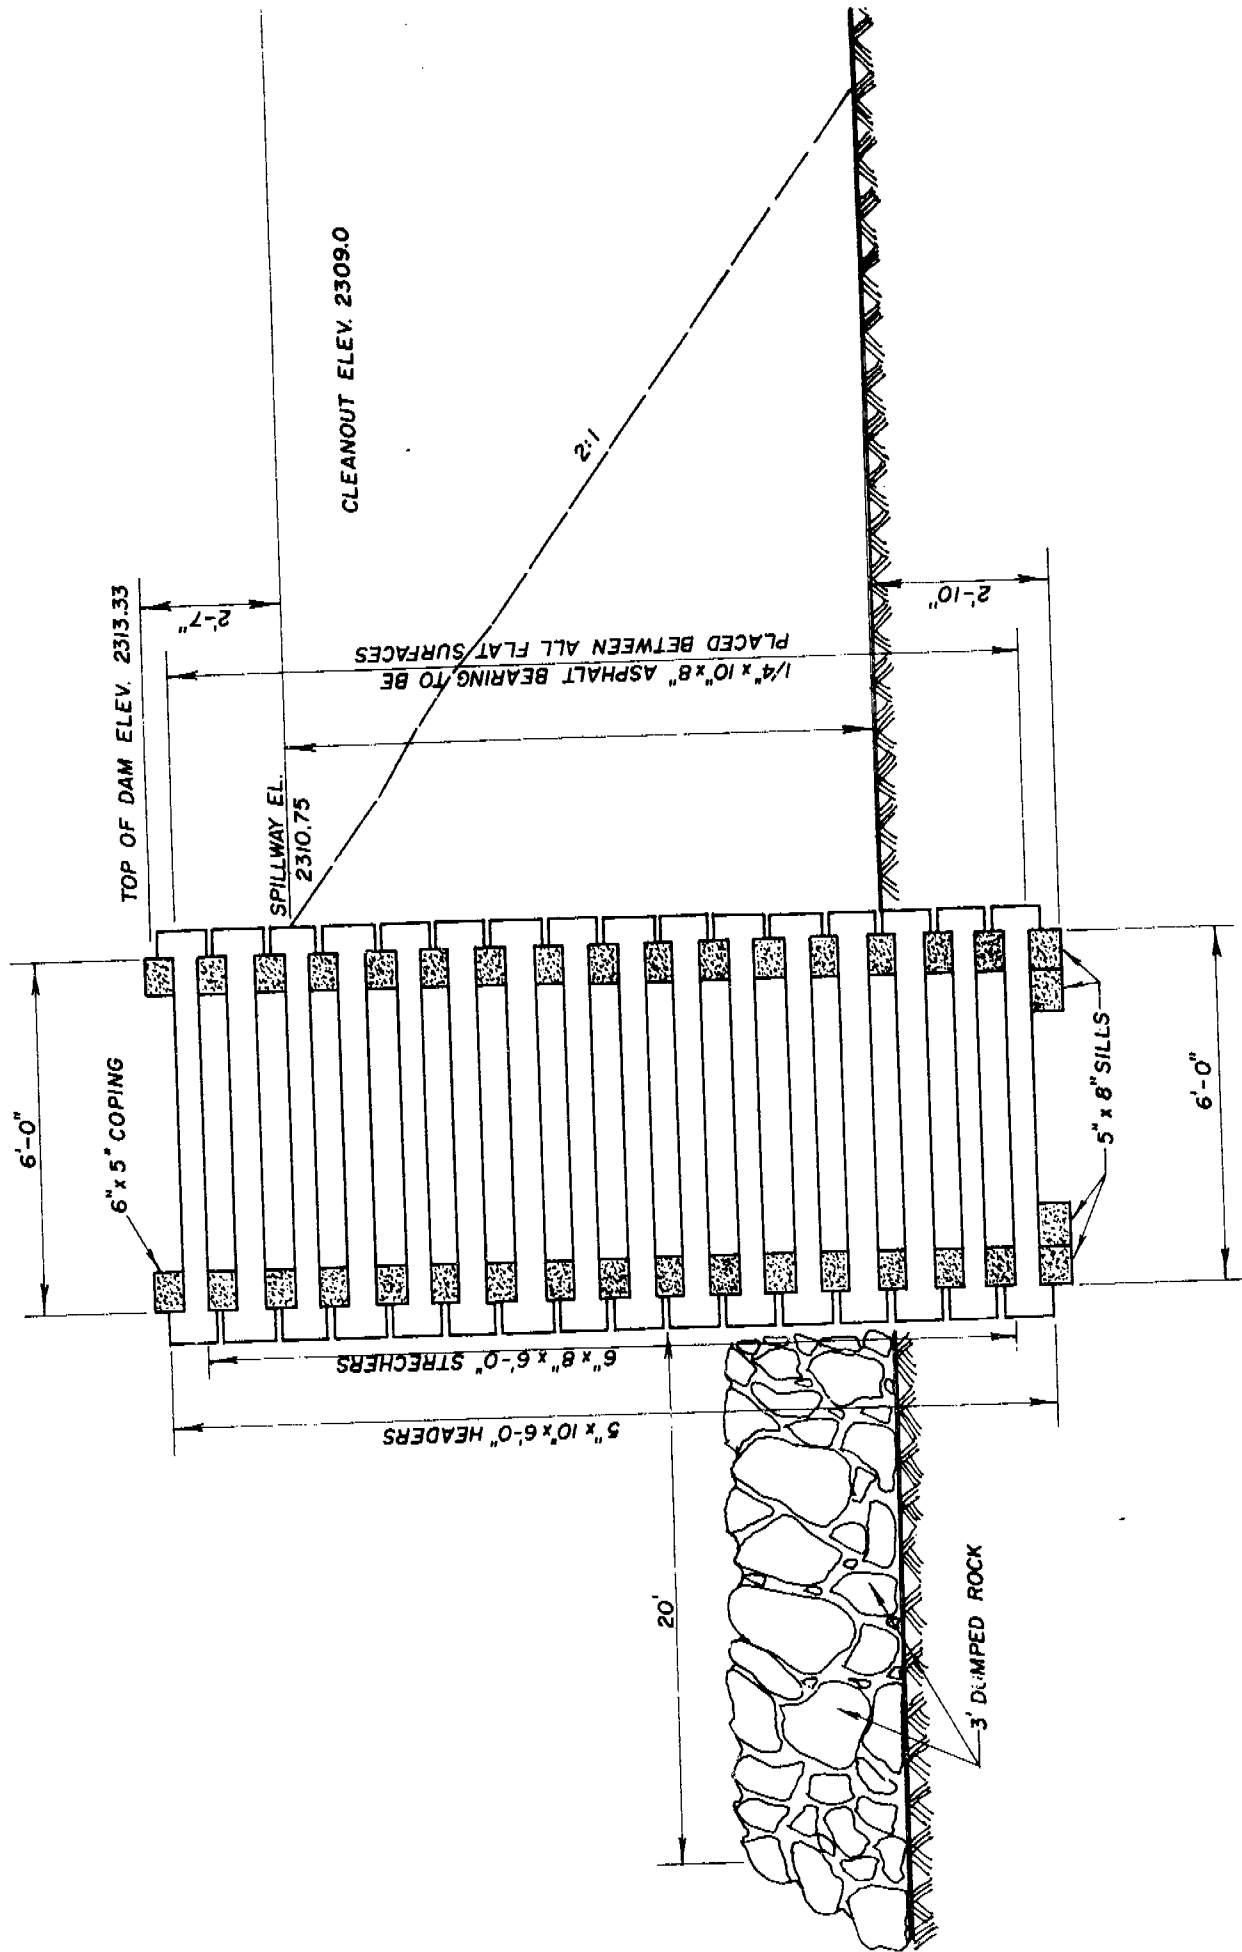 TOP OF DAM ELEV. 2313.33
6'-0"
6" x 5" COPING
2'-7"
SPILLWAY EL.
2310.75
CLEANOUT ELEV. 2309.0
2:1
1/4" x 10" x 8" ASPHALT BEARING TO BE
PLACED BETWEEN ALL FLAT SURFACES
6" x 8" x 6'-0" STRECHERS
5" x 10" x 6'-0" HEADERS
20'
2'-10"
3' DUMPED ROCK
5" x 8" SILLS
6'-0"